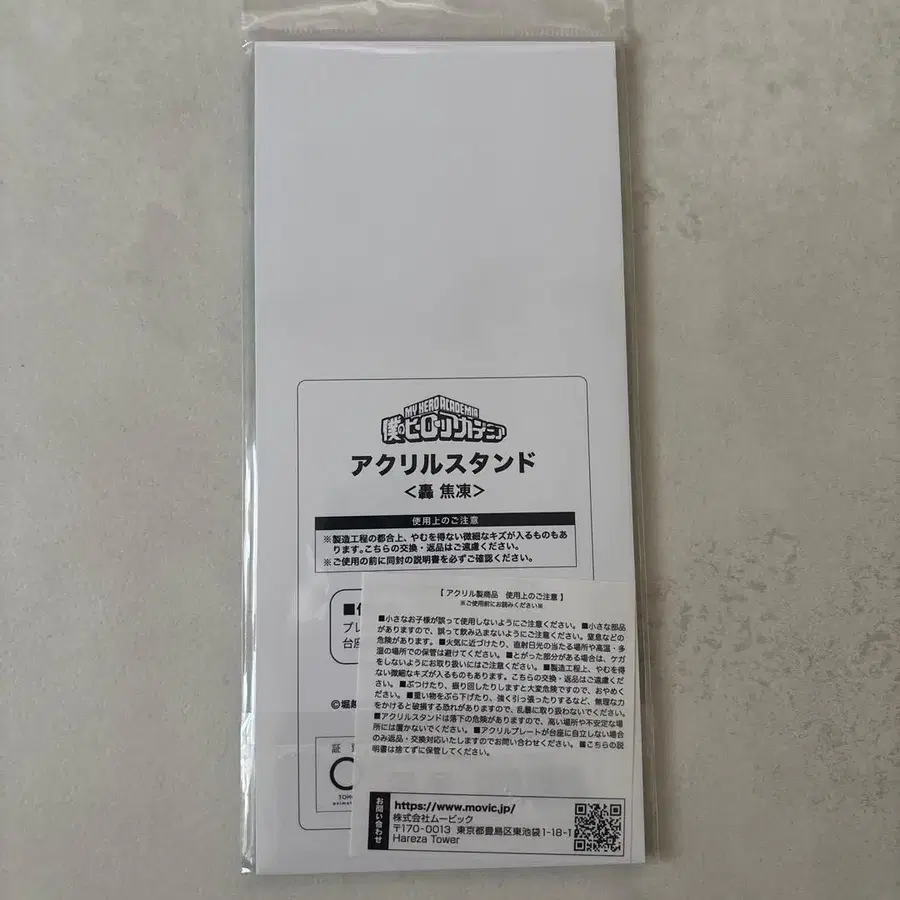 MY HERO ACADEMIA
僕のヒーローアカデミア
アクリルスタンド
<轟 焦凍>
使用上のご注意
※製造工程の都合上、やむを得ない微細なキズが入るものもあ
ります。こちらの交換・返品はご遠慮ください。
※ご使用の前に同封の説明書を必ずご確認ください。
プレ
台座
©堀越
証
TOHO
animat
【 アクリル製商品 使用上のご注意 】
※ご使用前にお読みください※
■小さなお子様が誤って使用しないようにご注意ください。 ■小さな部品
がありますので、誤って飲み込まないようにご注意ください。窒息などの
危険があります。 ■火気に近づけたり、直射日光の当たる場所や高温・多
湿の場所での保管は避けてください。 ■とがった部分がある場合は、ケガ
をしないようにお取り扱いにはご注意ください。 ■製造工程上、やむを得
ない微細なキズが入るものもあります。こちらの交換・返品はご遠慮くだ
さい。 ■ぶつけたり、振り回したりしますと大変危険ですので、おやめく
ださい。 ■重い物をぶら下げたり、強く引っ張ったりするなど、無理な力
をかけると破損する恐れがありますので、乱暴に取り扱わないでください。
■アクリルスタンドは落下の危険がありますので、高い場所や不安定な場
所には置かないでください。 ■アクリルプレートが台座に自立しない場合
のみ返品・交換対応いたしますのでお問い合わせください。 ■こちらの説
明書は捨てずに保管してください。
お問い合わせ
https://www.movic.jp/
株式会社ムービック
〒170-0013 東京都豊島区東池袋1-18-1
Hareza Tower